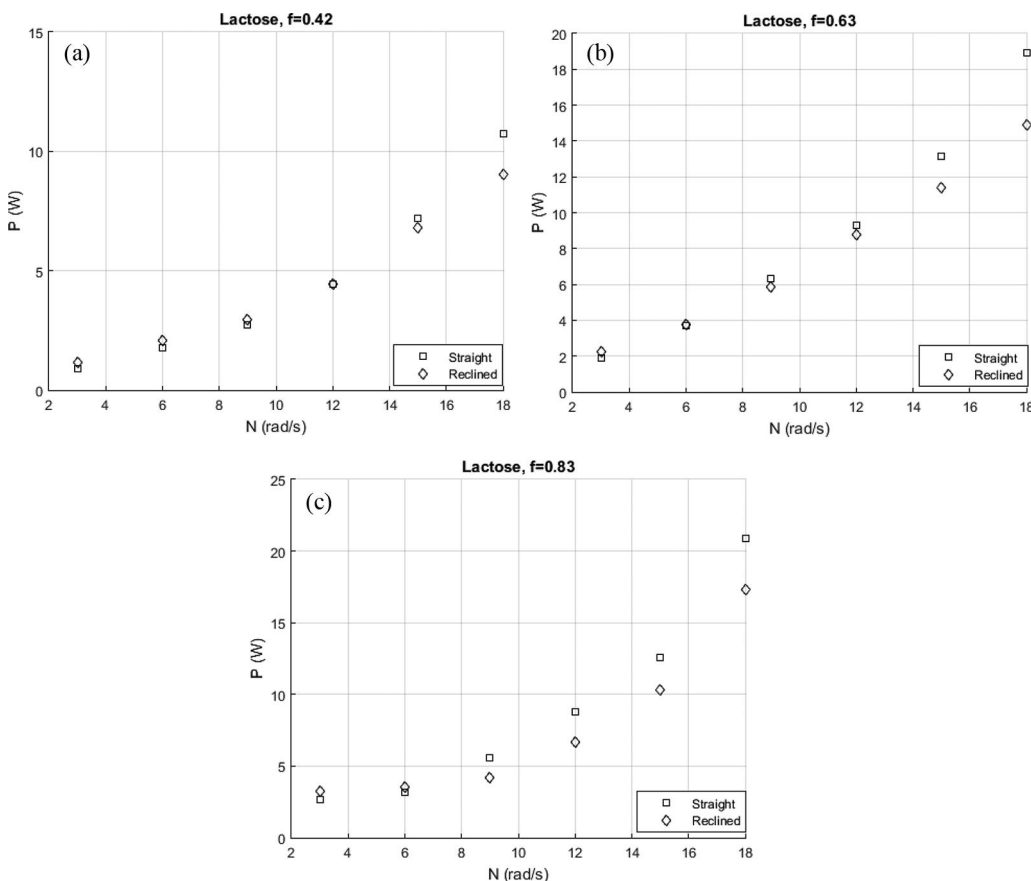 Lactose, f=0.42
(a)
15
10
5
0
P (W)
2 4 6 8 10 12 14 16 18
N (rad/s)
Straight
Reclined
Lactose, f=0.63
(b)
20
18
16
14
12
10
8
6
4
2
0
P (W)
2 4 6 8 10 12 14 16 18
N (rad/s)
Straight
Reclined
Lactose, f=0.83
(c)
25
20
15
10
5
0
P (W)
2 4 6 8 10 12 14 16 18
N (rad/s)
Straight
Reclined